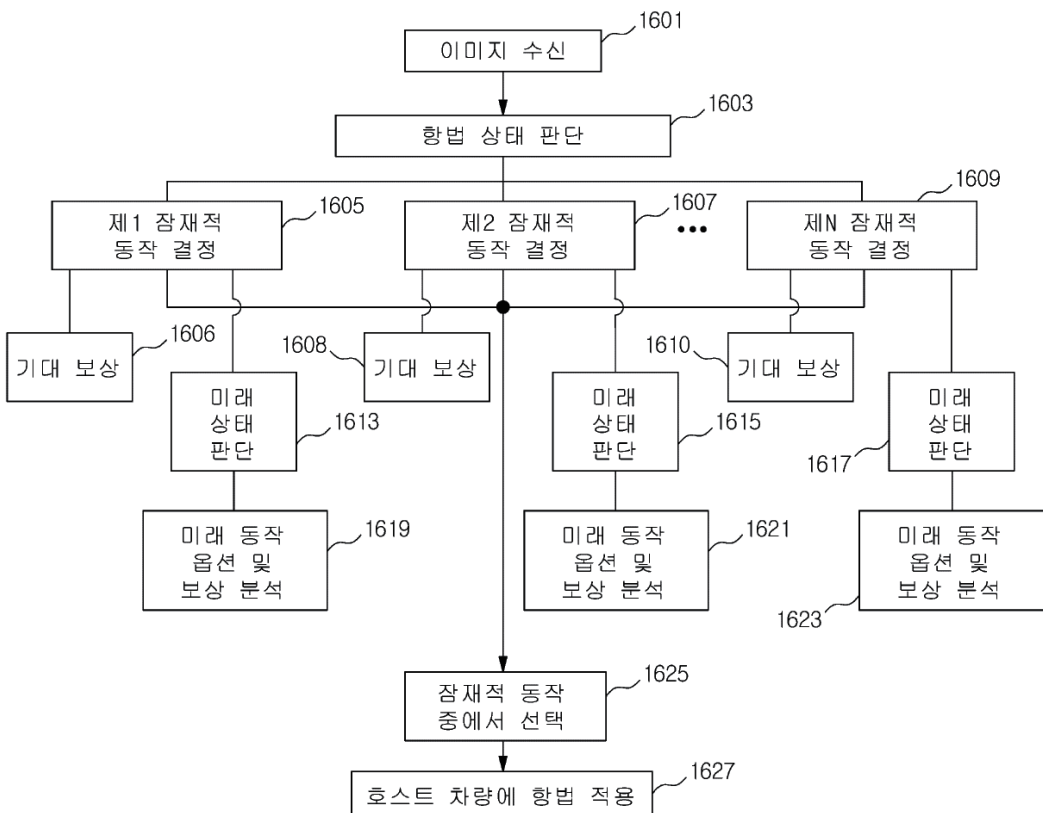 1601
이미지 수신
1603
항법 상태 판단
1605
제1 잠재적
동작 결정
1607
제2 잠재적
동작 결정
•••
1609
제N 잠재적
동작 결정
1606
기대 보상
1608
기대 보상
1610
기대 보상
1613
미래
상태
판단
1615
미래
상태
판단
1617
미래
상태
판단
1619
미래 동작
옵션 및
보상 분석
1621
미래 동작
옵션 및
보상 분석
1623
미래 동작
옵션 및
보상 분석
1625
잠재적 동작
중에서 선택
1627
호스트 차량에 항법 적용